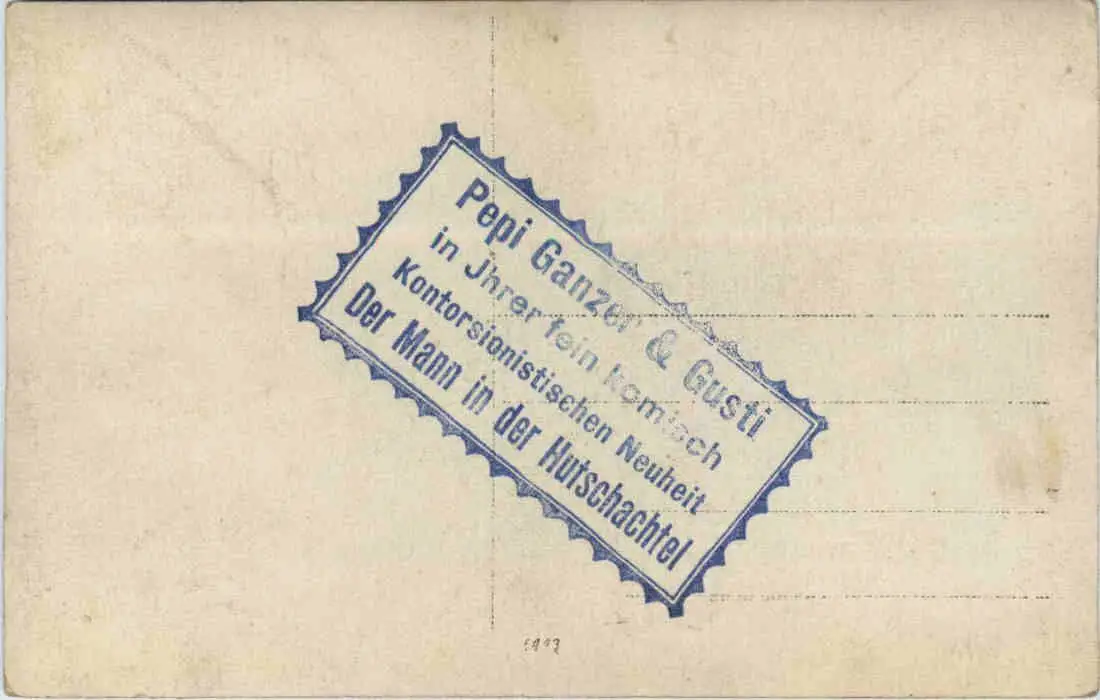 Pepi Ganzer & Gusti
in Jhrer fein komisch
Kontorsionistischen Neuheit
Der Mann in der Hutschachtel